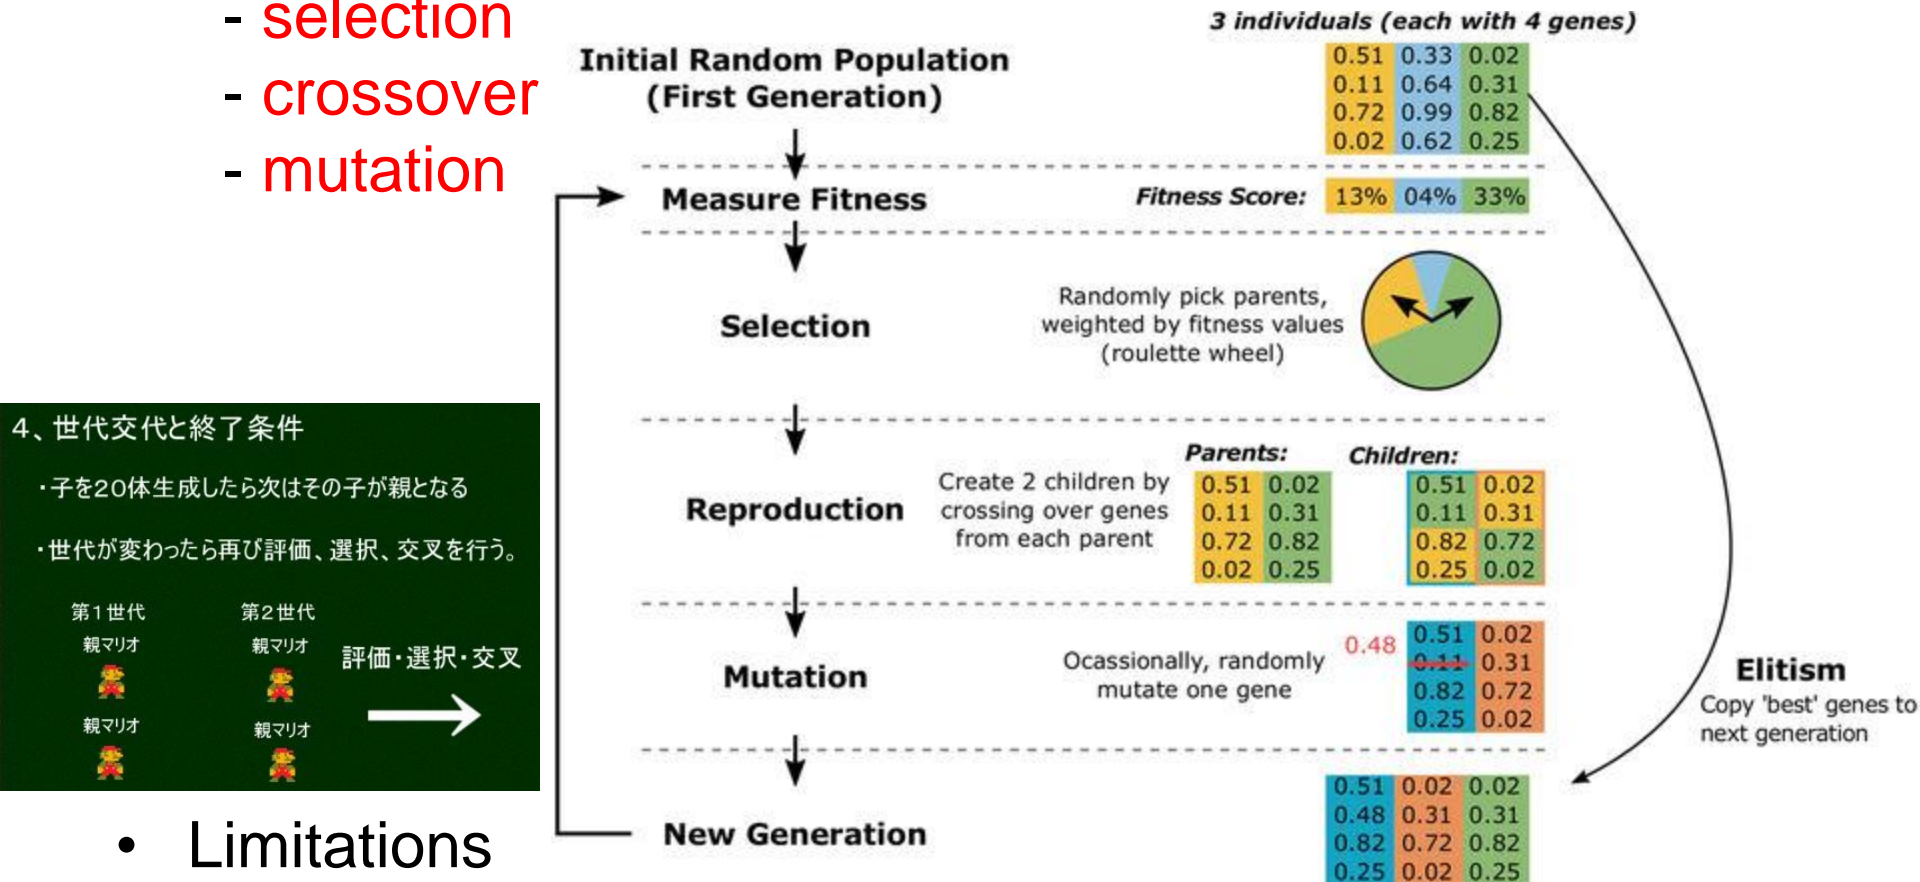 - selection
- crossover
- mutation
4、世代交代と終了条件
・子を20体生成したら次はその子が親となる
・世代が変わったら再び評価、選択、交叉を行う。
第1世代 第2世代
親マリオ 親マリオ
評価・選択・交叉
親マリオ 親マリオ
• Limitations
3 individuals (each with 4 genes)
Initial Random Population
(First Generation)
0.51 0.33 0.02
0.11 0.64 0.31
0.72 0.99 0.82
0.02 0.62 0.25
Measure Fitness
Fitness Score: 13% 04% 33%
Selection
Randomly pick parents,
weighted by fitness values
(roulette wheel)
Reproduction
Create 2 children by
crossing over genes
from each parent
Parents:
0.51 0.02
0.11 0.31
0.72 0.82
0.02 0.25
Children:
0.51 0.02
0.11 0.31
0.82 0.72
0.25 0.02
Mutation
Ocassionally, randomly
mutate one gene
0.48
0.51 0.02
0.11 0.31
0.82 0.72
0.25 0.02
Elitism
Copy 'best' genes to
next generation
New Generation
0.51 0.02 0.02
0.48 0.31 0.31
0.82 0.72 0.82
0.25 0.02 0.25